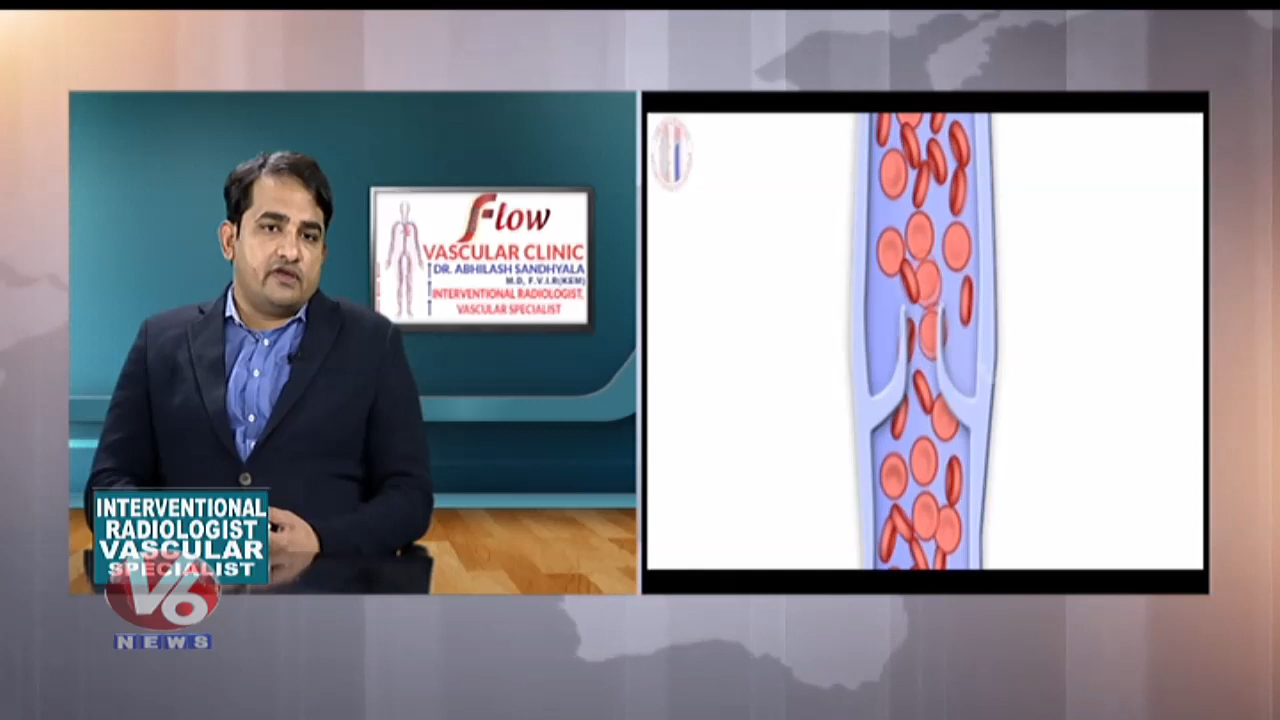 Flow
VASCULAR CLINIC
DR. ABHILASH SANDHYALA
M.D, F.V.I.R(KEM)
INTERVENTIONAL RADIOLOGIST,
VASCULAR SPECIALIST
INTERVENTIONAL
RADIOLOGIST
VASCULAR
SPECIALIST
V6
NEWS